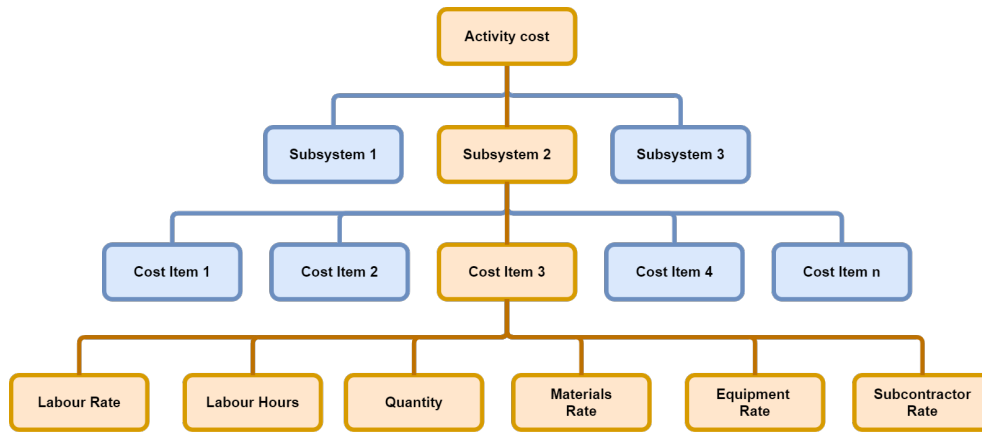 Activity cost
Subsystem 1
Subsystem 2
Subsystem 3
Cost Item 1
Cost Item 2
Cost Item 3
Cost Item 4
Cost Item n
Labour Rate
Labour Hours
Quantity
Materials
Rate
Equipment
Rate
Subcontractor
Rate